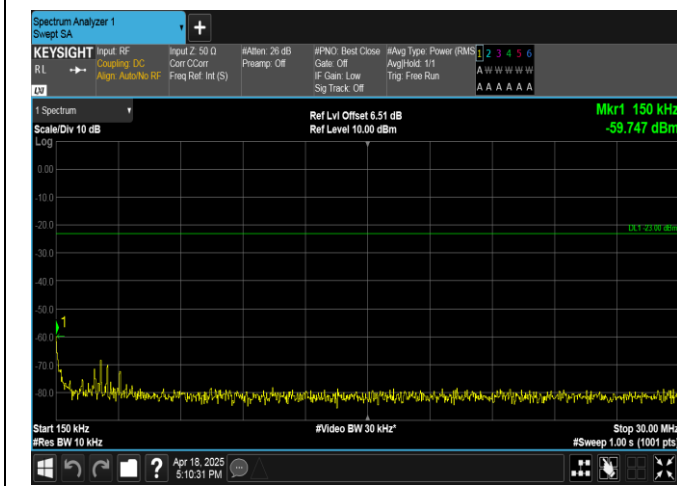 Spectrum Analyzer 1
Swept SA
+
KEYSIGHT
RL
LXI
Input: RF
Coupling: DC
Align: Auto/No RF
Input Z: 50 Ω
Corr CCorr
Freq Ref: Int (S)
#Atten: 26 dB
Preamp: Off
#PNO: Best Close
Gate: Off
IF Gain: Low
Sig Track: Off
#Avg Type: Power (RMS
Avg|Hold: 1/1
Trig: Free Run
1 2 3 4 5 6
A W W W W W
A A A A A A
1 Spectrum
Scale/Div 10 dB
Log
Ref Lvl Offset 6.51 dB
Ref Level 10.00 dBm
Mkr1 150 kHz
-59.747 dBm
0.00
-10.0
-20.0
DL1 -23.00 dBm
-30.0
-40.0
-50.0
1
-60.0
-70.0
-80.0
Start 150 kHz
#Res BW 10 kHz
#Video BW 30 kHz*
Stop 30.00 MHz
#Sweep 1.00 s (1001 pts)
?
Apr 18, 2025
5:10:31 PM